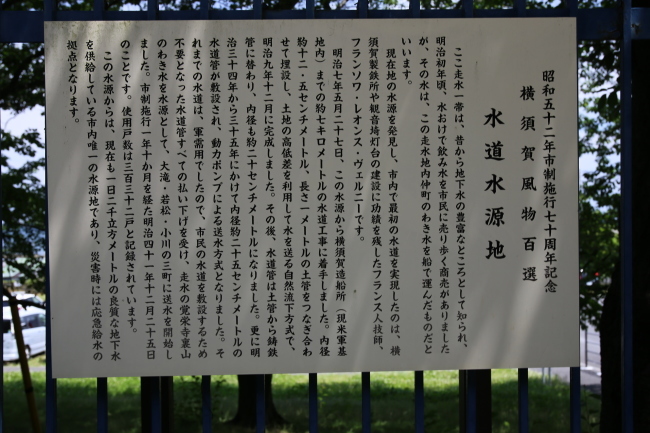 昭和五十二年市制施行七十周年記念
横須賀風物百選
水道水源地
ここ走水一帯は、昔から地下水の豊富なところとして知られ、
明治初年頃、水おけで飲み水を市民に売り歩く商売がありました
が、その水は、この走水地内仲町のわき水を船で運んだものだと
いいます。
現在地の水源を発見し、市内で最初の水道を実現したのは、横
須賀製鉄所や観音埼灯台の建設に功績を残したフランス人技師、
フランソワ・レオンス・ヴェルニーです。
明治七年五月二十七日、この水源から横須賀造船所（現米軍基
地内）までの約七キロメートルの水道工事に着手しました。内径
約十二・五センチメートル、長さ一メートルの土管をつなぎ合わ
せて埋設し、土地の高低差を利用して水を送る自然流下方式で、
明治九年十二月に完成しました。その後、水道管は土管から鋳鉄
管に替わり、内径も約二十センチメートルになりました。更に明
治三十四年から三十五年にかけて内径約二十五センチメートルの
水道管が敷設され、動力ポンプによる送水方式となりました。そ
れまでの水道は、軍需用でしたので、市民の水道を敷設するため
不要となった水道管すべての払い下げを受け、走水の覚栄寺裏山
のわき水を水源として、大滝・若松・小川の三町に送水を開始し
ました。市制施行一年十か月を経た明治四十一年十二月二十五日
のことです。使用戸数は三百三十二戸と記録されています。
この水源からは、現在も一日二千立方メートルの良質な地下水
を供給している市内唯一の水源地であり、災害時には応急給水の
拠点となります。